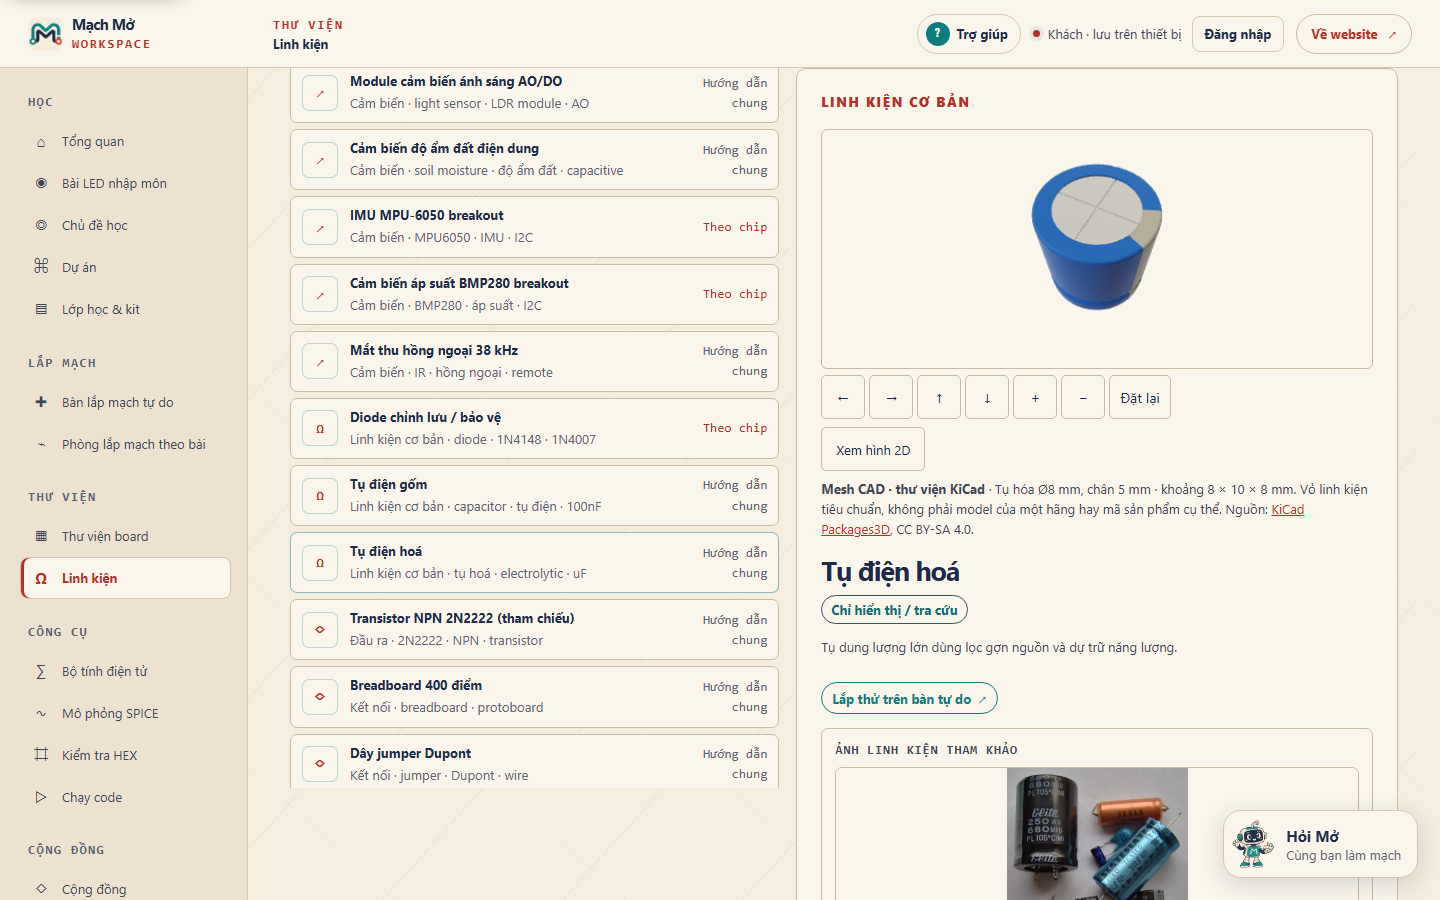 Mạch Mở
WORKSPACE
THƯ VIỆN
Linh kiện
? Trợ giúp
Khách · lưu trên thiết bị
Đăng nhập
Về website ↗
HỌC
Tổng quan
Bài LED nhập môn
Chủ đề học
Dự án
Lớp học & kit
LẮP MẠCH
Bàn lắp mạch tự do
Phòng lắp mạch theo bài
THƯ VIỆN
Thư viện board
Ω Linh kiện
CÔNG CỤ
∑ Bộ tính điện tử
∿ Mô phỏng SPICE
Kiểm tra HEX
▷ Chạy code
CỘNG ĐỒNG
◇ Cộng đồng
Module cảm biến ánh sáng AO/DO
Cảm biến · light sensor · LDR module · AO
Hướng dẫn
chung
Cảm biến độ ẩm đất điện dung
Cảm biến · soil moisture · độ ẩm đất · capacitive
Hướng dẫn
chung
IMU MPU-6050 breakout
Cảm biến · MPU6050 · IMU · I2C
Theo chip
Cảm biến áp suất BMP280 breakout
Cảm biến · BMP280 · áp suất · I2C
Theo chip
Mắt thu hồng ngoại 38 kHz
Cảm biến · IR · hồng ngoại · remote
Hướng dẫn
chung
Ω
Diode chỉnh lưu / bảo vệ
Linh kiện cơ bản · diode · 1N4148 · 1N4007
Theo chip
Ω
Tụ điện gốm
Linh kiện cơ bản · capacitor · tụ điện · 100nF
Hướng dẫn
chung
Ω
Tụ điện hoá
Linh kiện cơ bản · tụ hoá · electrolytic · uF
Hướng dẫn
chung
Transistor NPN 2N2222 (tham chiếu)
Đầu ra · 2N2222 · NPN · transistor
Hướng dẫn
chung
Breadboard 400 điểm
Kết nối · breadboard · protoboard
Hướng dẫn
chung
Dây jumper Dupont
Kết nối · jumper · Dupont · wire
Hướng dẫn
chung
LINH KIỆN CƠ BẢN
← → ↑ ↓ + − Đặt lại
Xem hình 2D
Mesh CAD · thư viện KiCad · Tụ hóa Ø8 mm, chân 5 mm · khoảng 8 × 10 × 8 mm. Vỏ linh kiện
tiêu chuẩn, không phải model của một hãng hay mã sản phẩm cụ thể. Nguồn: KiCad
Packages3D, CC BY-SA 4.0.
Tụ điện hoá
Chỉ hiển thị / tra cứu
Tụ dung lượng lớn dùng lọc gợn nguồn và dự trữ năng lượng.
Lắp thử trên bàn tự do ↗
ẢNH LINH KIỆN THAM KHẢO
Elite
250
680
Hỏi Mở
Cùng bạn làm mạch